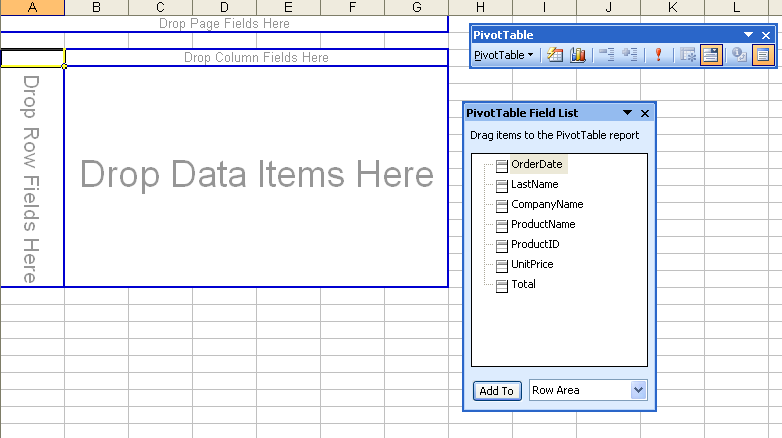 A B C D E F G H I J K L
Drop Page Fields Here
PivotTable
Drop Column Fields Here
PivotTable
Drop Row Fields Here
Drop Data Items Here
PivotTable Field List
Drag items to the PivotTable report
OrderDate
LastName
CompanyName
ProductName
ProductID
UnitPrice
Total
Add To Row Area